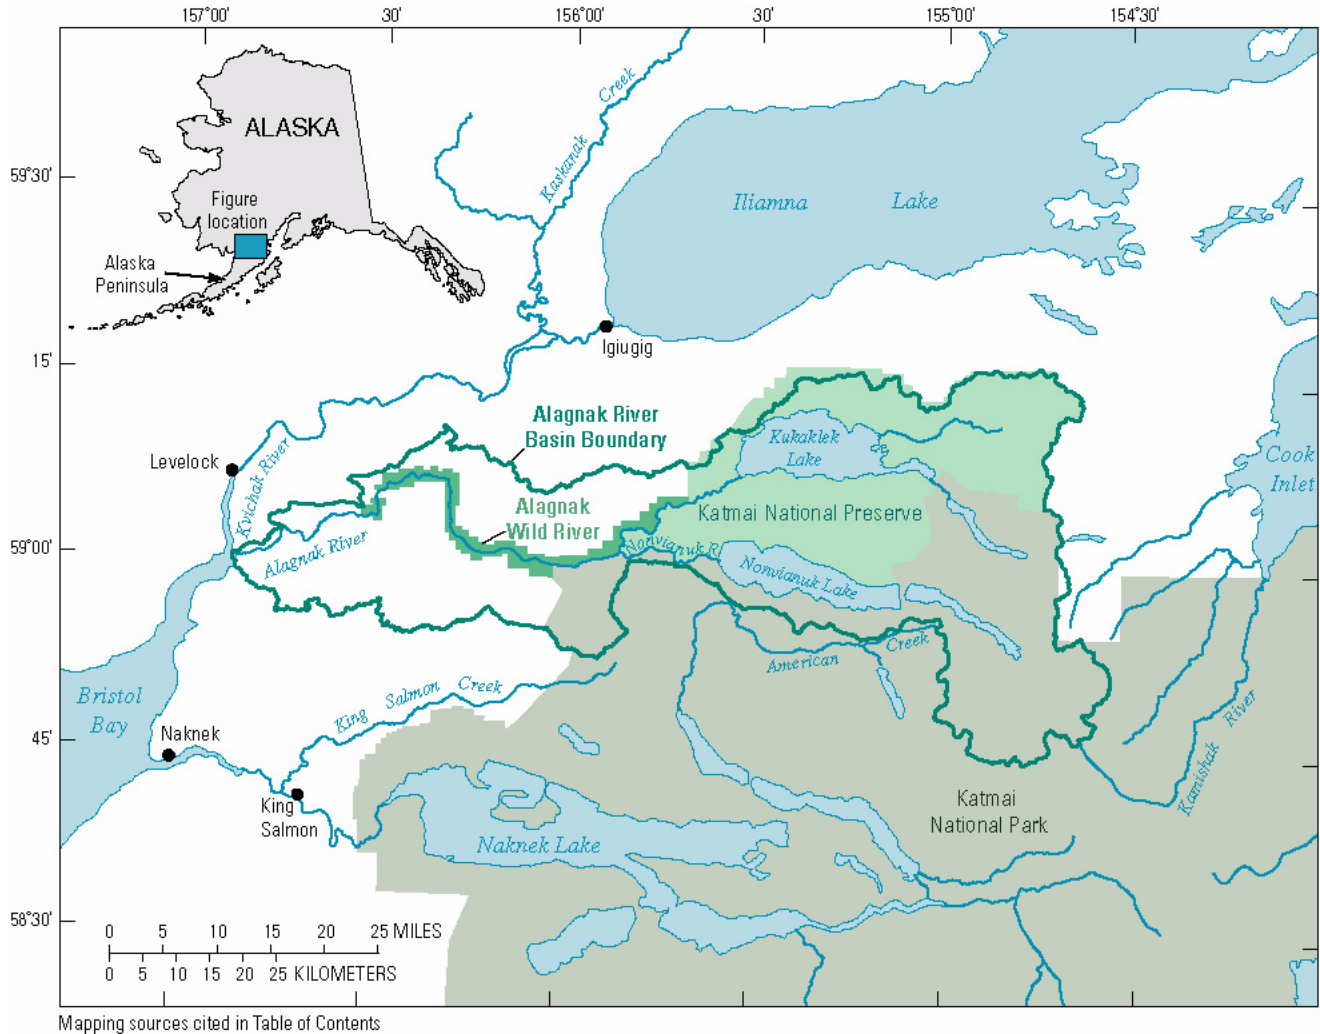 157°00'
30'
156°00'
30'
155°00'
154°30'
59°30'
15'
59°00'
45'
58°30'
ALASKA
Figure
location
Alaska
Peninsula
Kaskanak Creek
Iliamna Lake
Igiugig
Alagnak River
Basin Boundary
Levelock
Kvichak River
Kukaklek
Lake
Cook
Inlet
Alagnak
Wild River
Katmai National Preserve
Alagnak River
Nonvianuk R
Nonvianuk Lake
American Creek
Bristol
Bay
King Salmon Creek
Naknek
Kamishak River
King
Salmon
Katmai
National Park
Naknek Lake
0 5 10 15 20 25 MILES
0 5 10 15 20 25 KILOMETERS
Mapping sources cited in Table of Contents